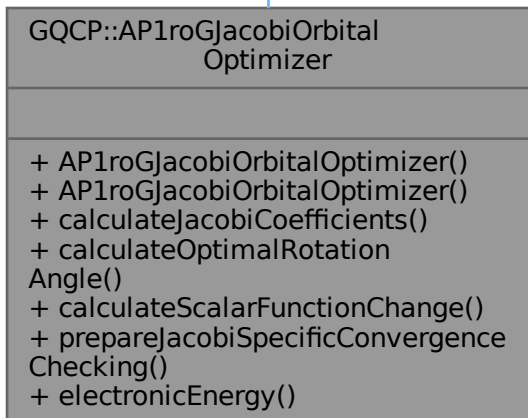 GQCP::AP1roGJacobiOrbital
Optimizer
+ AP1roGJacobiOrbitalOptimizer()
+ AP1roGJacobiOrbitalOptimizer()
+ calculateJacobiCoefficients()
+ calculateOptimalRotation
Angle()
+ calculateScalarFunctionChange()
+ prepareJacobiSpecificConvergence
Checking()
+ electronicEnergy()